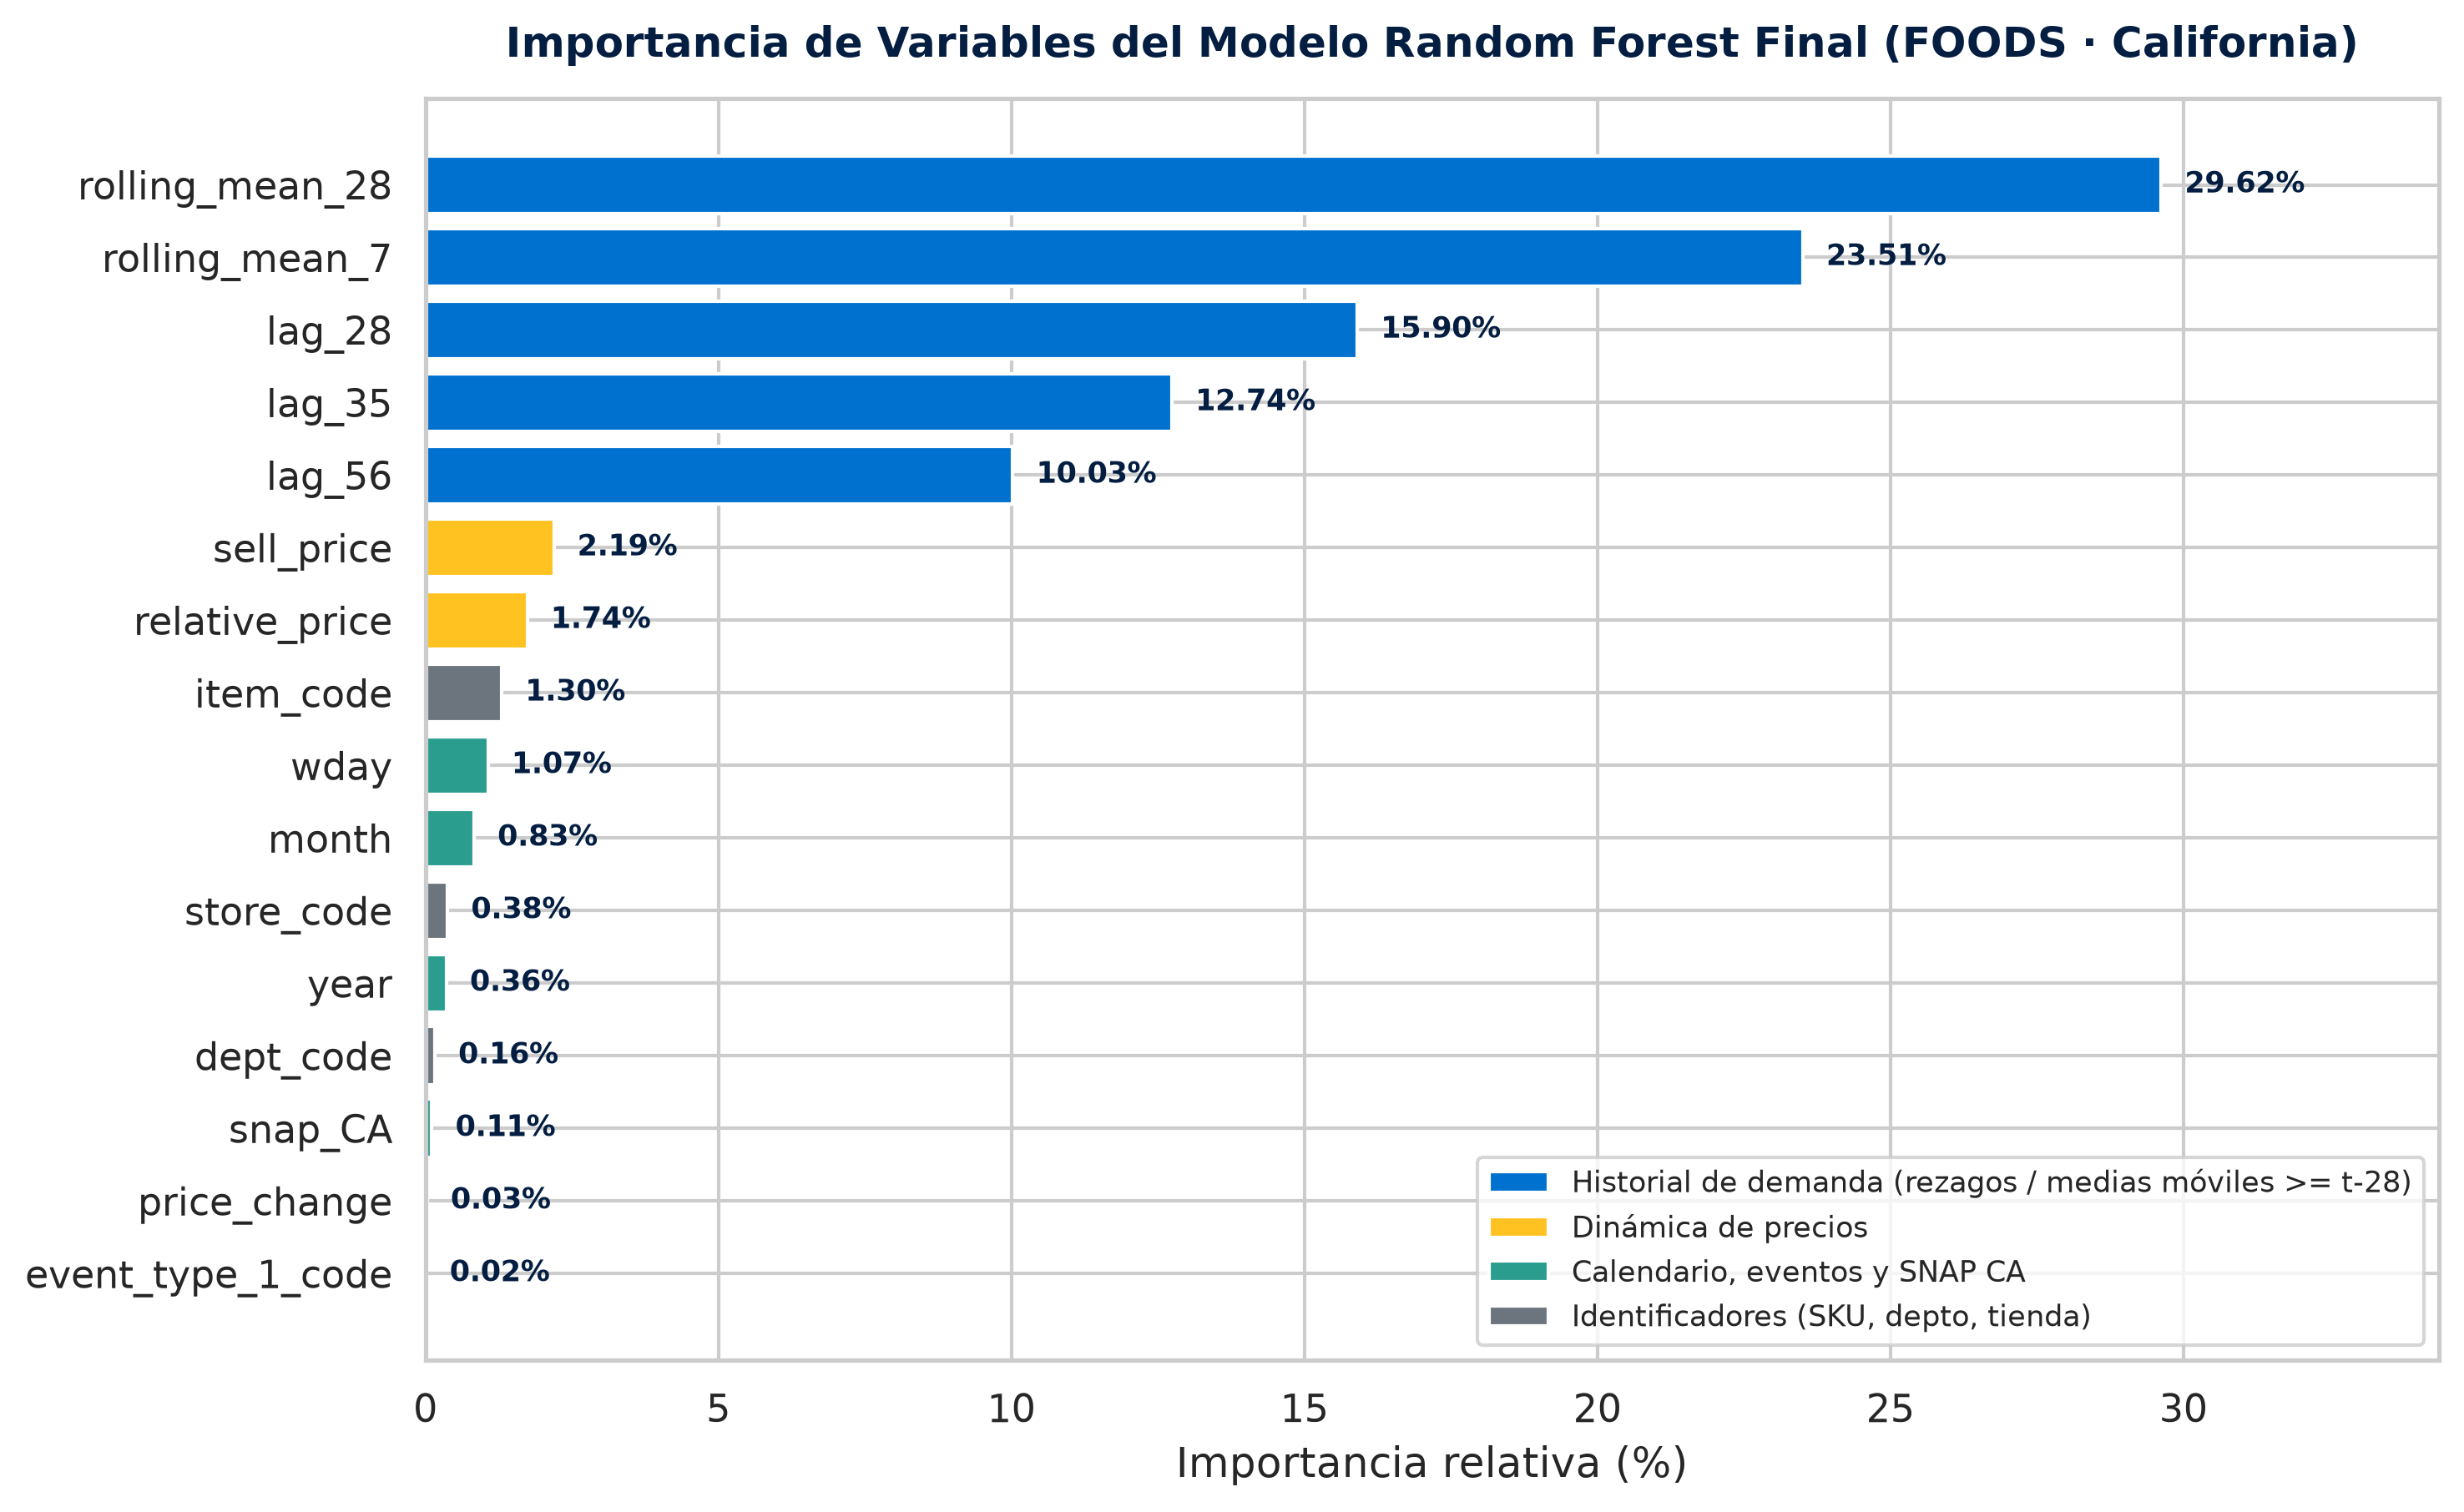 Importancia de Variables del Modelo Random Forest Final (FOODS · California)
rolling_mean_28 29.62%
rolling_mean_7 23.51%
lag_28 15.90%
lag_35 12.74%
lag_56 10.03%
sell_price 2.19%
relative_price 1.74%
item_code 1.30%
wday 1.07%
month 0.83%
store_code 0.38%
year 0.36%
dept_code 0.16%
snap_CA 0.11%
price_change 0.03%
event_type_1_code 0.02%
Historial de demanda (rezagos / medias móviles >= t-28)
Dinámica de precios
Calendario, eventos y SNAP CA
Identificadores (SKU, depto, tienda)
0 5 10 15 20 25 30
Importancia relativa (%)